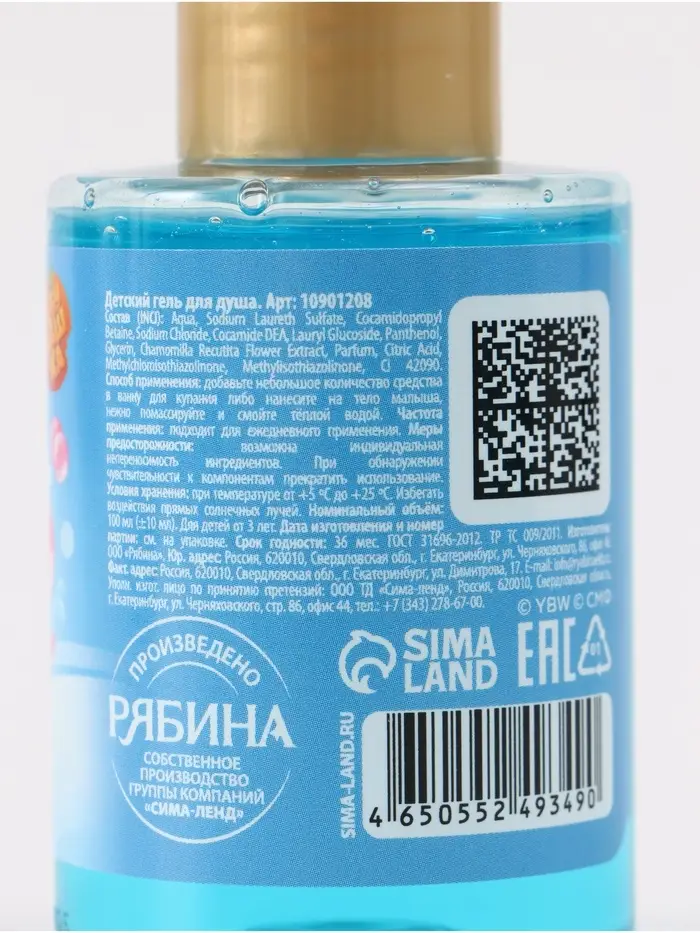 Детский гель для душа. Арт: 10901208
Состав (INCI): Aqua, Sodium Laureth Sulfate, Cocamidopropyl
Betaine, Sodium Chloride, Cocamide DEA, Lauryl Glucoside, Panthenol,
Glycerin, Chamomilla Recutita Flower Extract, Parfum, Citric Acid,
Methylchloroisothiazolinone, Methylisothiazolinone, CI 42090.
Способ применения: добавьте небольшое количество средства
в ванну для купания либо нанесите на тело малыша,
нежно помассируйте и смойте тёплой водой. Частота
применения: подходит для ежедневного применения. Меры
предосторожности: возможна индивидуальная
непереносимость ингредиентов. При обнаружении
чувствительности к компонентам прекратить использование.
Условия хранения: при температуре от +5 °C до +25 °C. Избегать
воздействия прямых солнечных лучей. Номинальный объём:
100 мл (±10 мл). Для детей от 3 лет. Дата изготовления и номер
партии: см. на упаковке. Срок годности: 36 мес. ГОСТ 31696-2012. ТР ТС 009/2011. Изготовитель:
ООО «Рябина», Юр. адрес: Россия, 620010, Свердловская обл., г. Екатеринбург, ул. Черняховского, 86, офис
Факт. адрес: Россия, 620010, Свердловская обл., г. Екатеринбург, ул. Димитрова, 17. E-mail:
Уполн. изгот. лицо по принятию претензий: ООО ТД «Сима-ленд», Россия, 620010, Свердловская обл.,
г. Екатеринбург, ул. Черняховского, стр. 86, офис 44, тел.: +7 (343) 278-67-00.
© YBW © СМФ
ПРОИЗВЕДЕНО
РЯБИНА
СОБСТВЕННОЕ
ПРОИЗВОДСТВО
ГРУППЫ КОМПАНИЙ
«СИМА-ЛЕНД»
SIMA
LAND
EAC
SIMA-LAND.RU
4 650552 493490